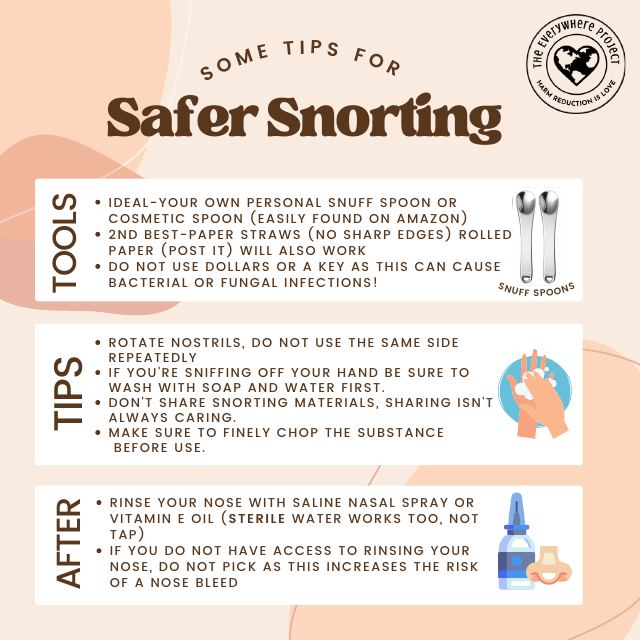 THE EVERYWHERE PROJECT
HARM REDUCTION IS LOVE
SOME TIPS FOR
Safer Snorting
TOOLS
• IDEAL-YOUR OWN PERSONAL SNUFF SPOON OR
COSMETIC SPOON (EASILY FOUND ON AMAZON)
• 2ND BEST-PAPER STRAWS (NO SHARP EDGES) ROLLED
PAPER (POST IT) WILL ALSO WORK
• DO NOT USE DOLLARS OR A KEY AS THIS CAN CAUSE
BACTERIAL OR FUNGAL INFECTIONS!
SNUFF SPOONS
TIPS
• ROTATE NOSTRILS, DO NOT USE THE SAME SIDE
REPEATEDLY
• IF YOU'RE SNIFFING OFF YOUR HAND BE SURE TO
WASH WITH SOAP AND WATER FIRST.
• DON'T SHARE SNORTING MATERIALS, SHARING ISN'T
ALWAYS CARING.
• MAKE SURE TO FINELY CHOP THE SUBSTANCE
BEFORE USE.
AFTER
• RINSE YOUR NOSE WITH SALINE NASAL SPRAY OR
VITAMIN E OIL (STERILE WATER WORKS TOO, NOT
TAP)
• IF YOU DO NOT HAVE ACCESS TO RINSING YOUR
NOSE, DO NOT PICK AS THIS INCREASES THE RISK
OF A NOSE BLEED